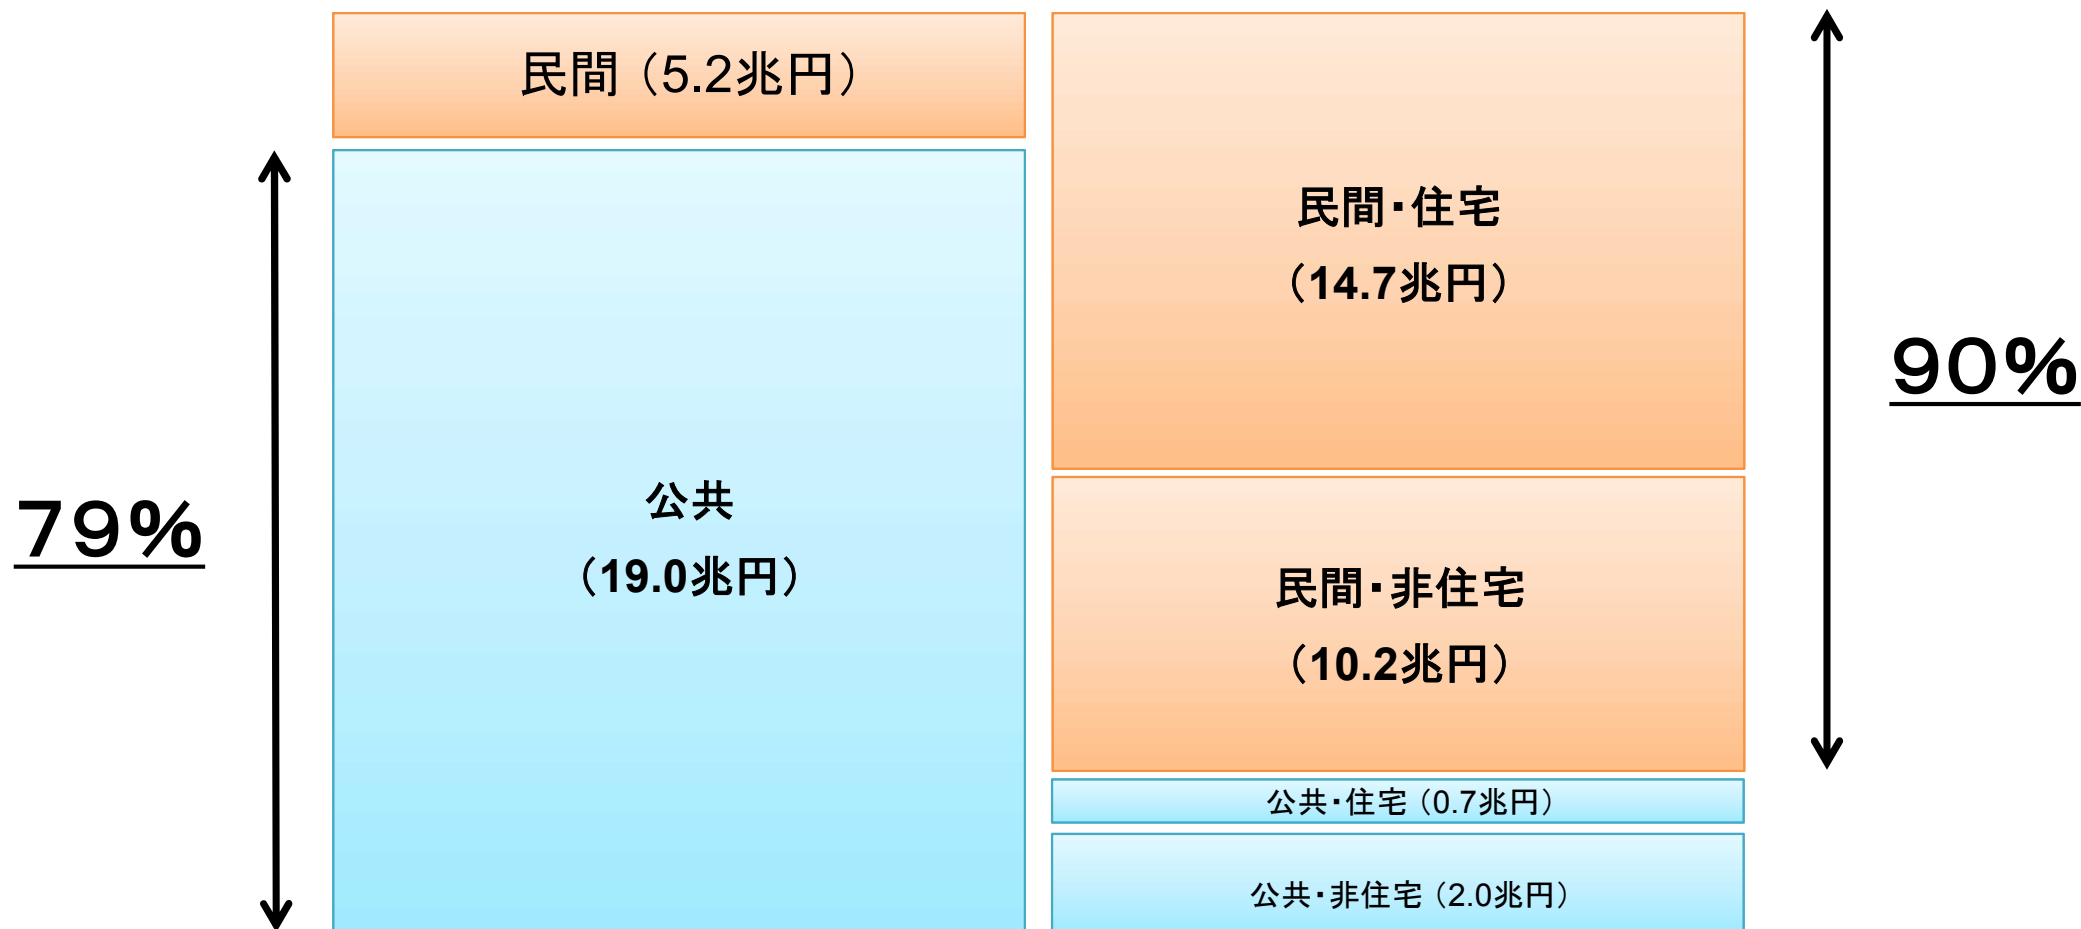 民間（5.2兆円）
公共
（19.0兆円）
79%
民間・住宅
（14.7兆円）
民間・非住宅
（10.2兆円）
公共・住宅（0.7兆円）
公共・非住宅（2.0兆円）
90%